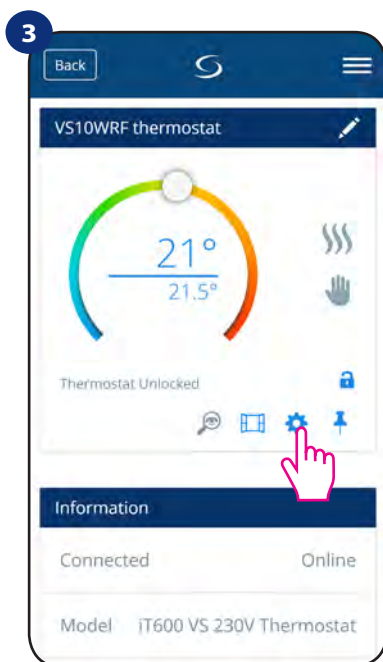 3
Back
VS10WRF thermostat
21°
21.5°
Thermostat Unlocked
Information
Connected Online
Model iT600 VS 230V Thermostat